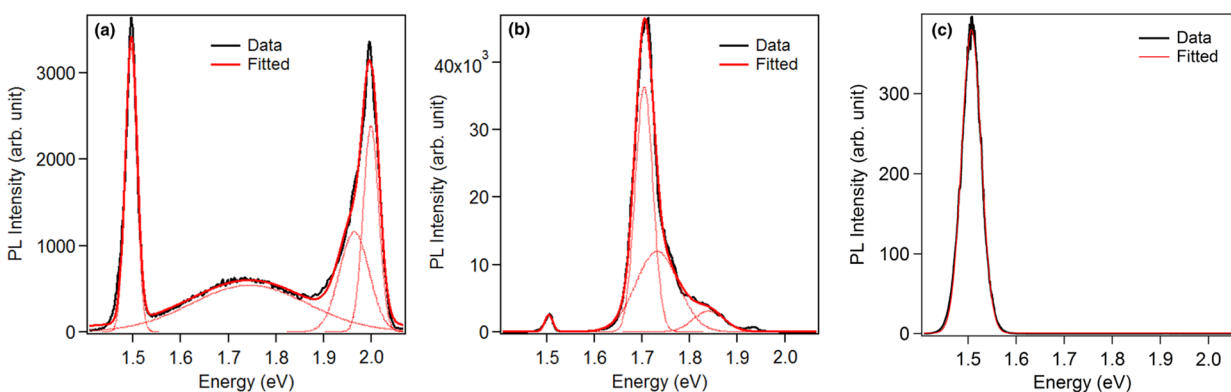 (a)
Data
Fitted
3000
2000
1000
0
PL Intensity (arb. unit)
1.5 1.6 1.7 1.8 1.9 2.0
Energy (eV)
(b)
Data
Fitted
40x10³
30
20
10
0
PL Intensity (arb. unit)
1.5 1.6 1.7 1.8 1.9 2.0
Energy (eV)
(c)
Data
Fitted
300
200
100
0
PL Intensity (arb. unit)
1.5 1.6 1.7 1.8 1.9 2.0
Energy (eV)